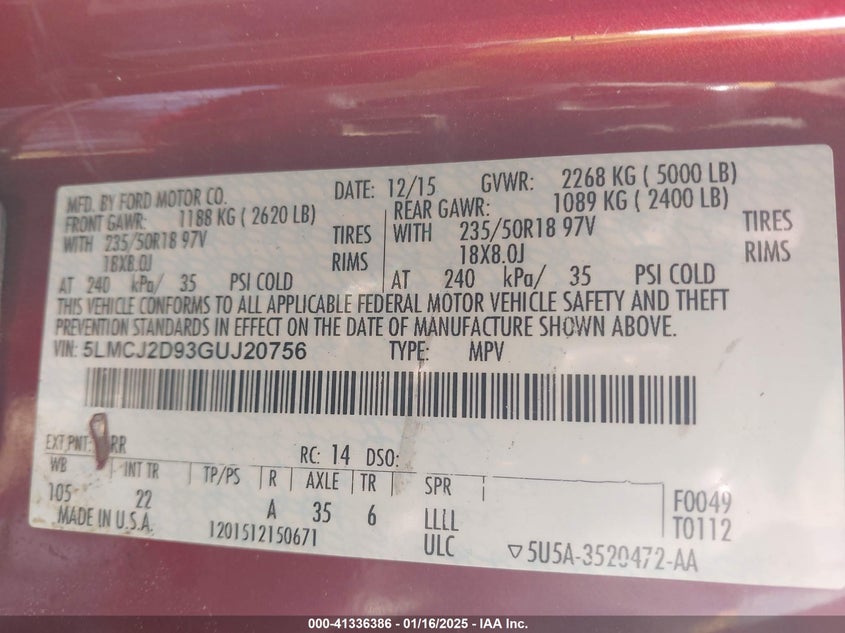 MFD. BY FORD MOTOR CO. DATE: 12/15 GVWR: 2268 KG ( 5000 LB)
FRONT GAWR: 1188 KG ( 2620 LB) REAR GAWR: 1089 KG ( 2400 LB)
WITH 235/50R18 97V TIRES WITH 235/50R18 97V TIRES
18X8.0J RIMS 18X8.0J RIMS
AT 240 kPa/ 35 PSI COLD AT 240 kPa/ 35 PSI COLD
THIS VEHICLE CONFORMS TO ALL APPLICABLE FEDERAL MOTOR VEHICLE SAFETY AND THEFT
PREVENTION STANDARDS IN EFFECT ON THE DATE OF MANUFACTURE SHOWN ABOVE.
VIN: 5LMCJ2D93GUJ20756 TYPE: MPV
EXT PNT: RR RC: 14 DSO:
WB INT TR TP/PS R AXLE TR SPR
105 22 A 35 6 LLLL F0049
MADE IN U.S.A. 1201512150671 ULC T0112
▽5U5A-3520472-AA
000-41336386 - 01/16/2025 - IAA Inc.